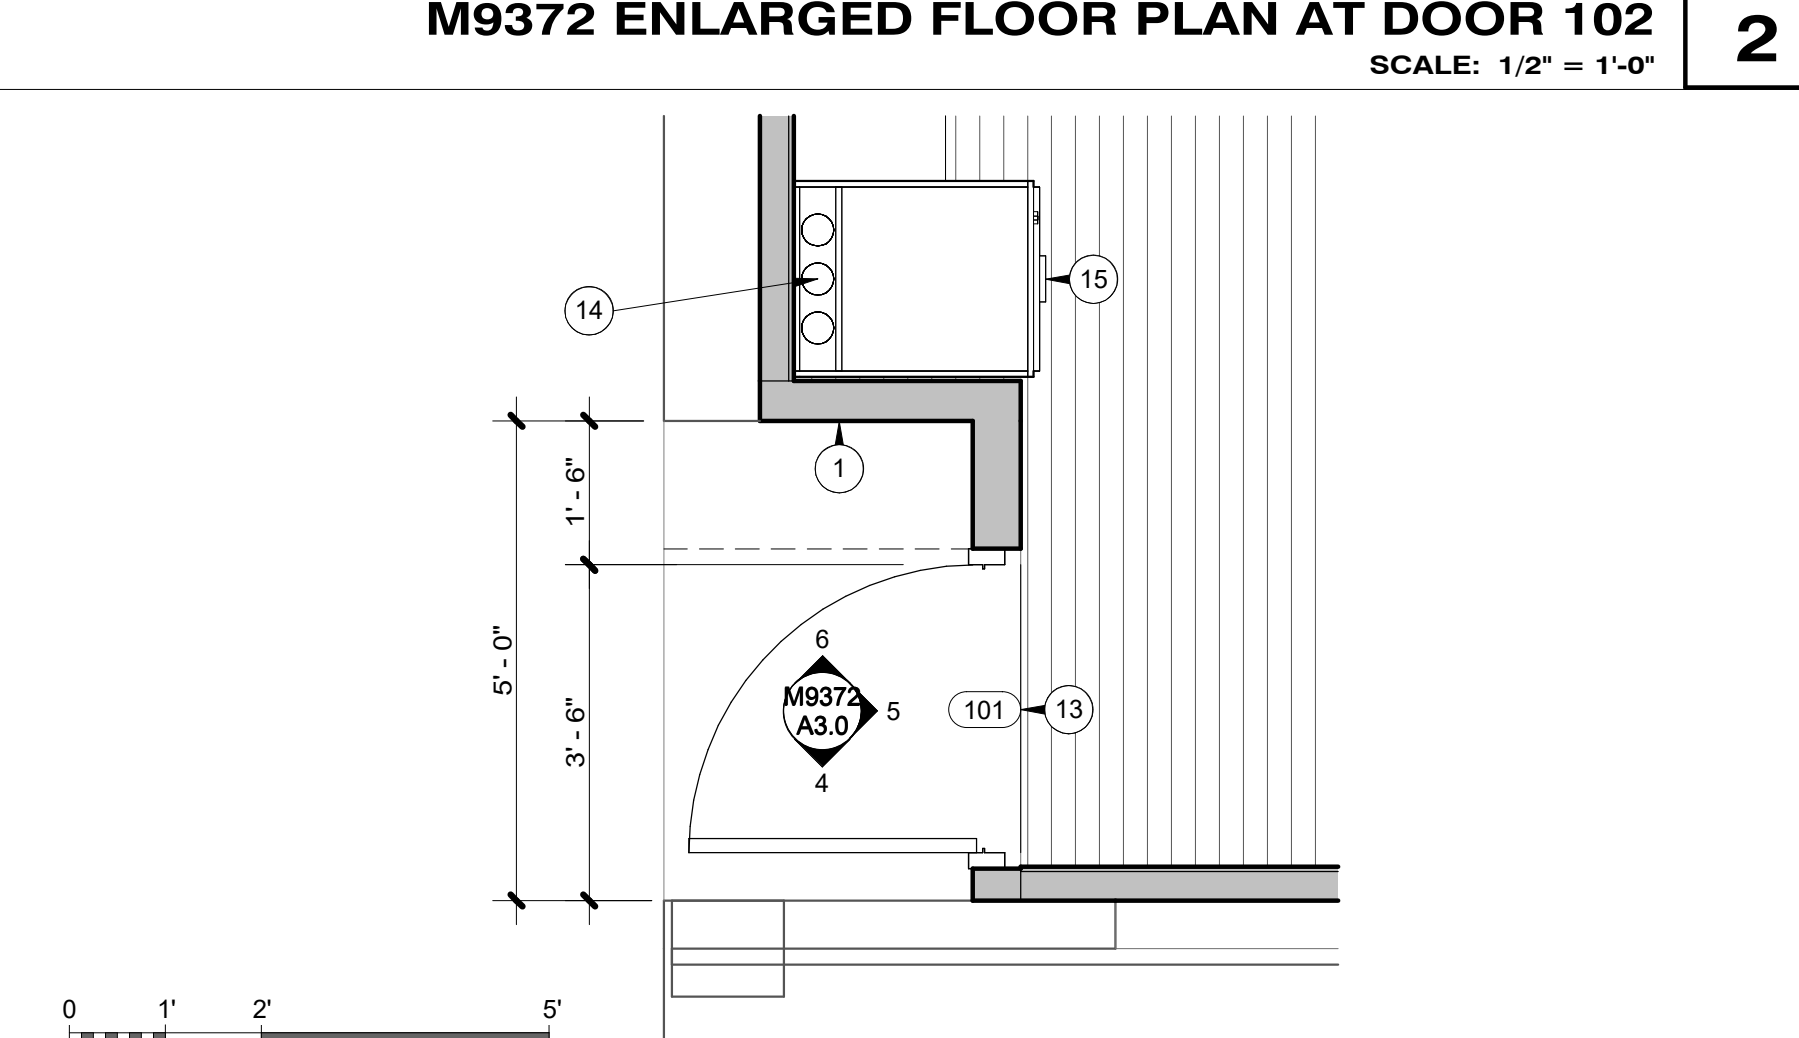 M9372 ENLARGED FLOOR PLAN AT DOOR 102
SCALE: 1/2" = 1'-0"
2
15
14
1
1' - 6"
5' - 0"
3' - 6"
6
M9372
A3.0
5
4
101
13
0 1' 2' 5'